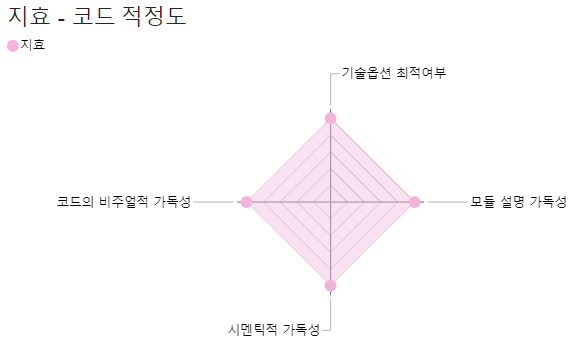 지효 - 코드 적정도
지효
기술옵션 최적여부
코드의 비주얼적 가독성
모듈 설명 가독성
시멘틱적 가독성